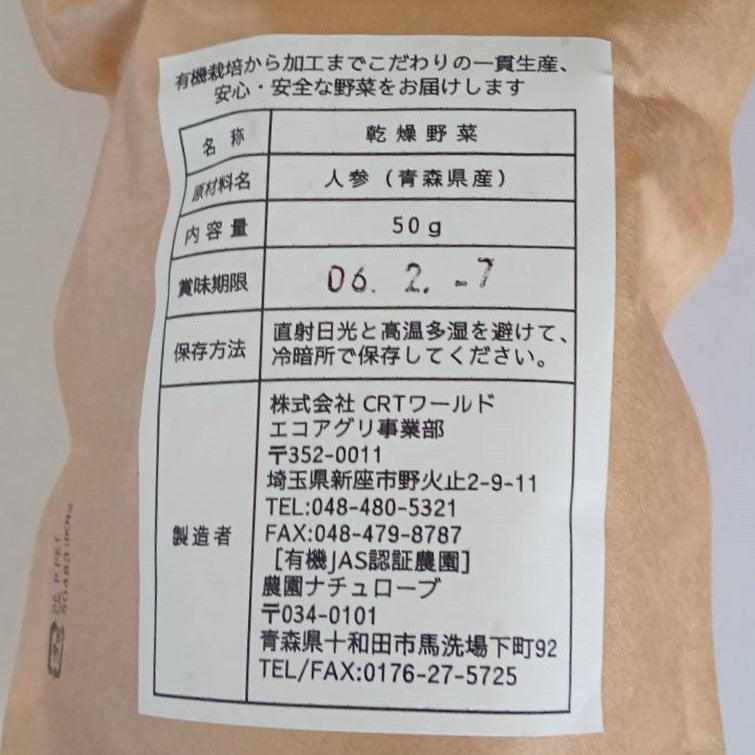 有機栽培から加工までこだわりの一貫生産、
安心・安全な野菜をお届けします
名称 乾燥野菜
原材料名 人参（青森県産）
内容量 50g
賞味期限 06. 2. -7
保存方法 直射日光と高温多湿を避けて、
冷暗所で保存してください。
製造者 株式会社 CRTワールド
エコアグリ事業部
〒352-0011
埼玉県新座市野火止2-9-11
TEL:048-480-5321
FAX:048-479-8787
［有機JAS認証農園］
農園ナチュローブ
〒034-0101
青森県十和田市馬洗場下町92
TEL/FAX:0176-27-5725